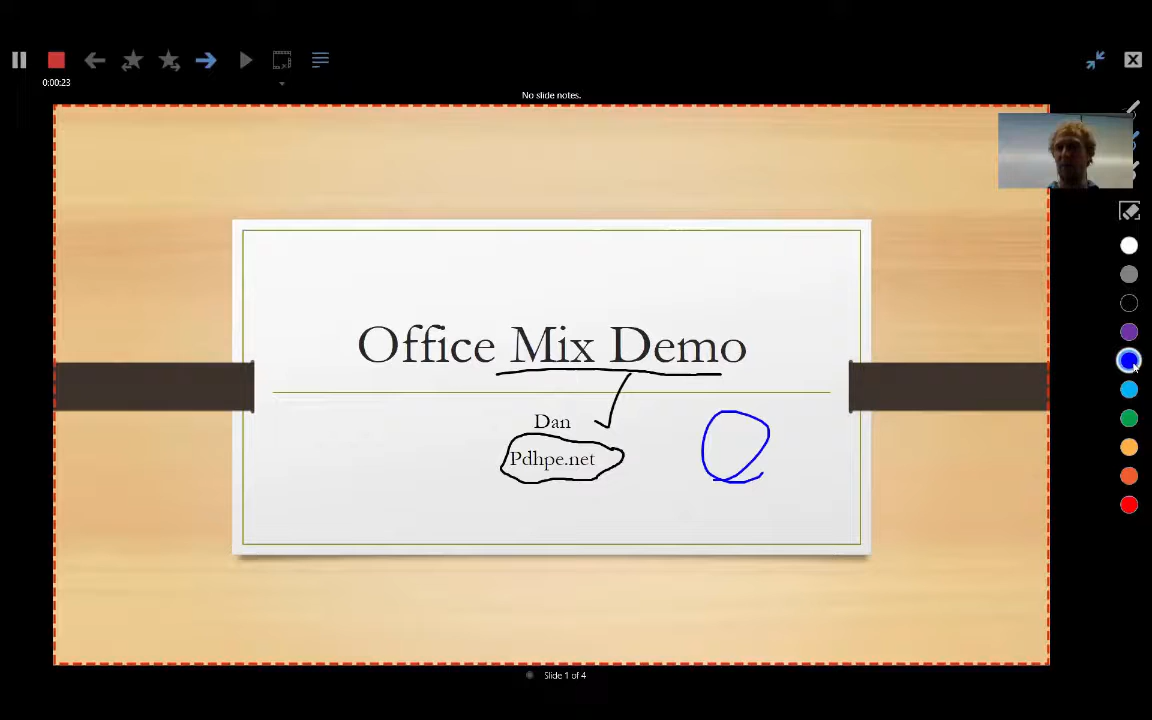 0:00:23
No slide notes.
Office Mix Demo
Dan
Pdhpe.net
Slide 1 of 4